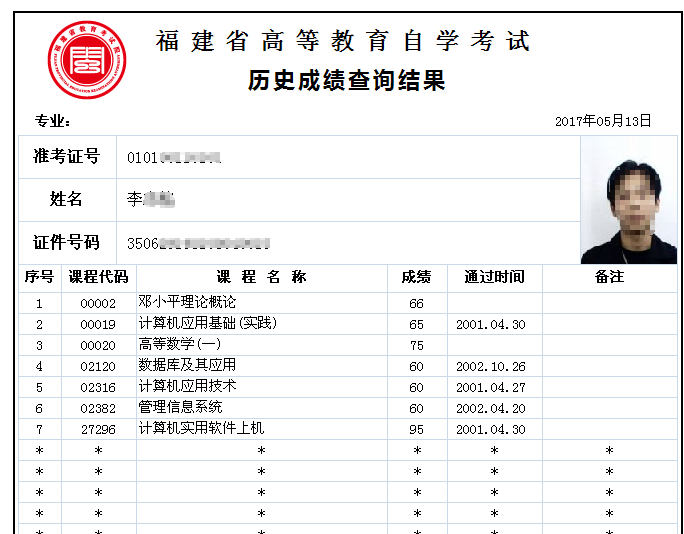 福建省高等教育自学考试
历史成绩查询结果
专业： 2017年05月13日
准考证号 0101
姓名 李
证件号码 3506
序号 课程代码 课 程 名 称 成绩 通过时间 备注
1 00002 邓小平理论概论 66
2 00019 计算机应用基础(实践) 65 2001.04.30
3 00020 高等数学(一) 75
4 02120 数据库及其应用 60 2002.10.26
5 02316 计算机应用技术 60 2001.04.27
6 02382 管理信息系统 60 2002.04.20
7 27296 计算机实用软件上机 95 2001.04.30
* * * * * *
* * * * * *
* * * * * *
* * * * * *
* * * * * *